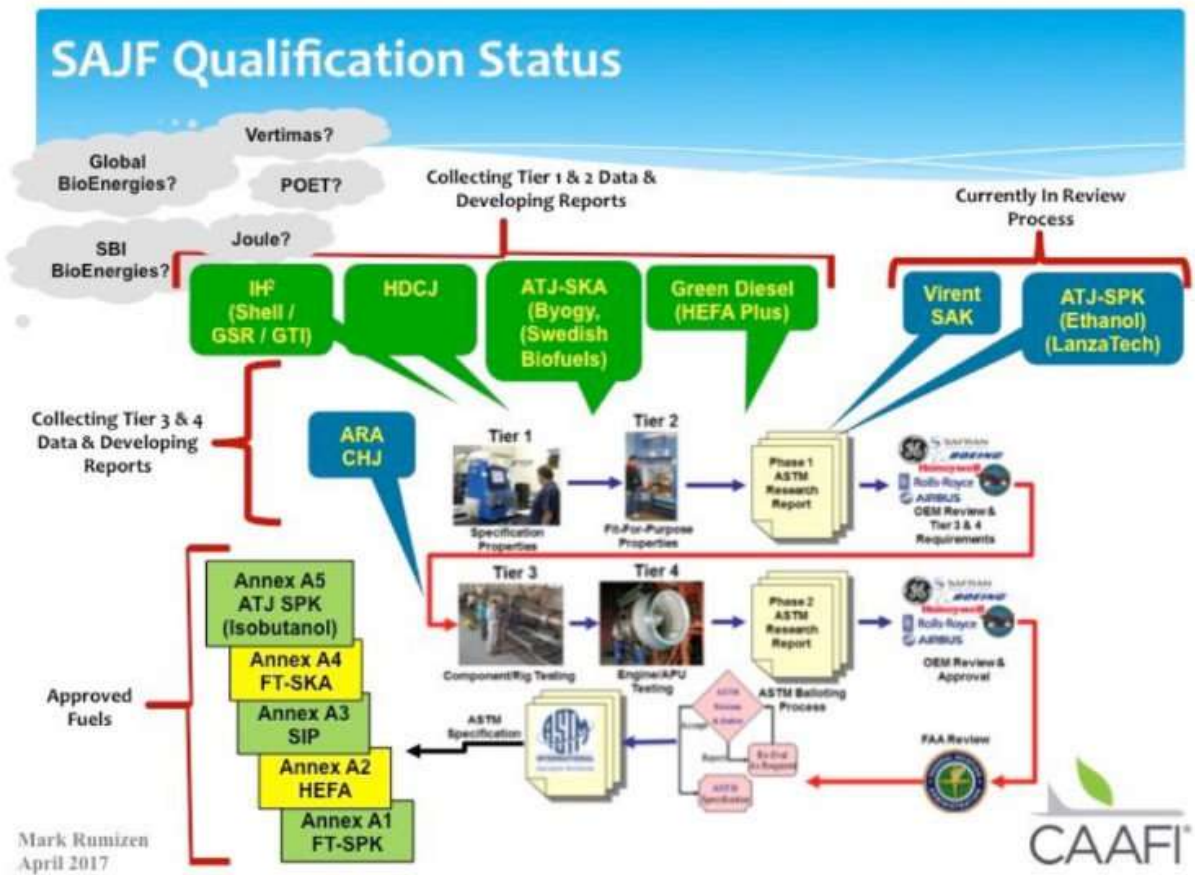 SAJF Qualification Status
Vertimas?
Global
BioEnergies?
POET?
SBI
BioEnergies?
Joule?
Collecting Tier 1 & 2 Data &
Developing Reports
Currently In Review
Process
IH²
(Shell /
GSR / GTI)
HDCJ
ATJ-SKA
(Byogy,
(Swedish
Biofuels)
Green Diesel
(HEFA Plus)
Virent
SAK
ATJ-SPK
(Ethanol)
(LanzaTech)
Collecting Tier 3 & 4
Data & Developing
Reports
ARA
CHJ
Tier 1
Specification
Properties
Tier 2
Fit-For-Purpose
Properties
Phase 1
ASTM
Research
Report
SAFRAN
BOEING
Honeywell
Rolls-Royce
AIRBUS
OEM Review &
Tier 3 & 4
Requirements
Tier 3
Component/Rig Testing
Tier 4
Engine/APU
Testing
Phase 2
ASTM
Research
Report
SAFRAN
BOEING
Honeywell
Rolls-Royce
AIRBUS
OEM Review &
Approval
Approved
Fuels
Annex A5
ATJ SPK
(Isobutanol)
Annex A4
FT-SKA
Annex A3
SIP
Annex A2
HEFA
Annex A1
FT-SPK
ASTM
Specification
ASTM
INTERNATIONAL
ASTM Balloting
Process
Accept
Reject
ASTM
Specification
FAA Review
CAAFI
Mark Rumizen
April 2017